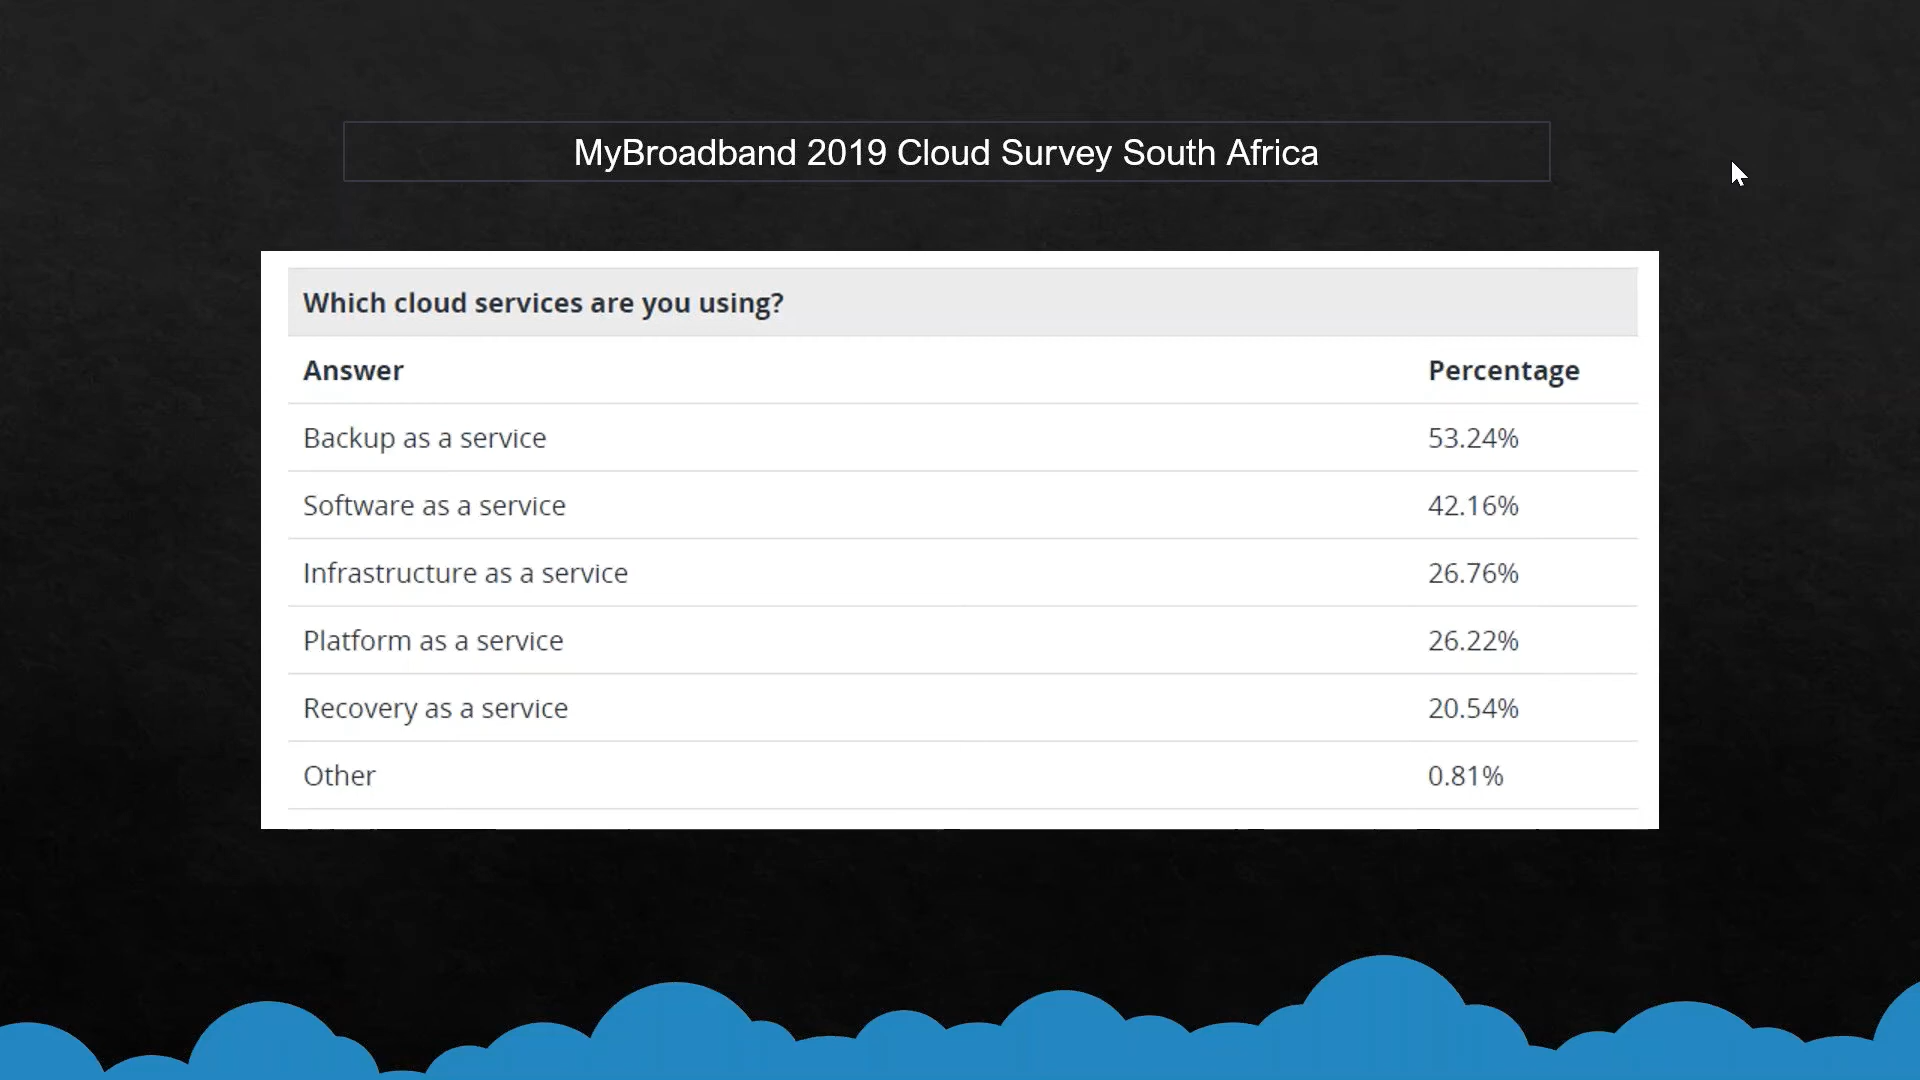 MyBroadband 2019 Cloud Survey South Africa
Which cloud services are you using?
Answer Percentage
Backup as a service 53.24%
Software as a service 42.16%
Infrastructure as a service 26.76%
Platform as a service 26.22%
Recovery as a service 20.54%
Other 0.81%